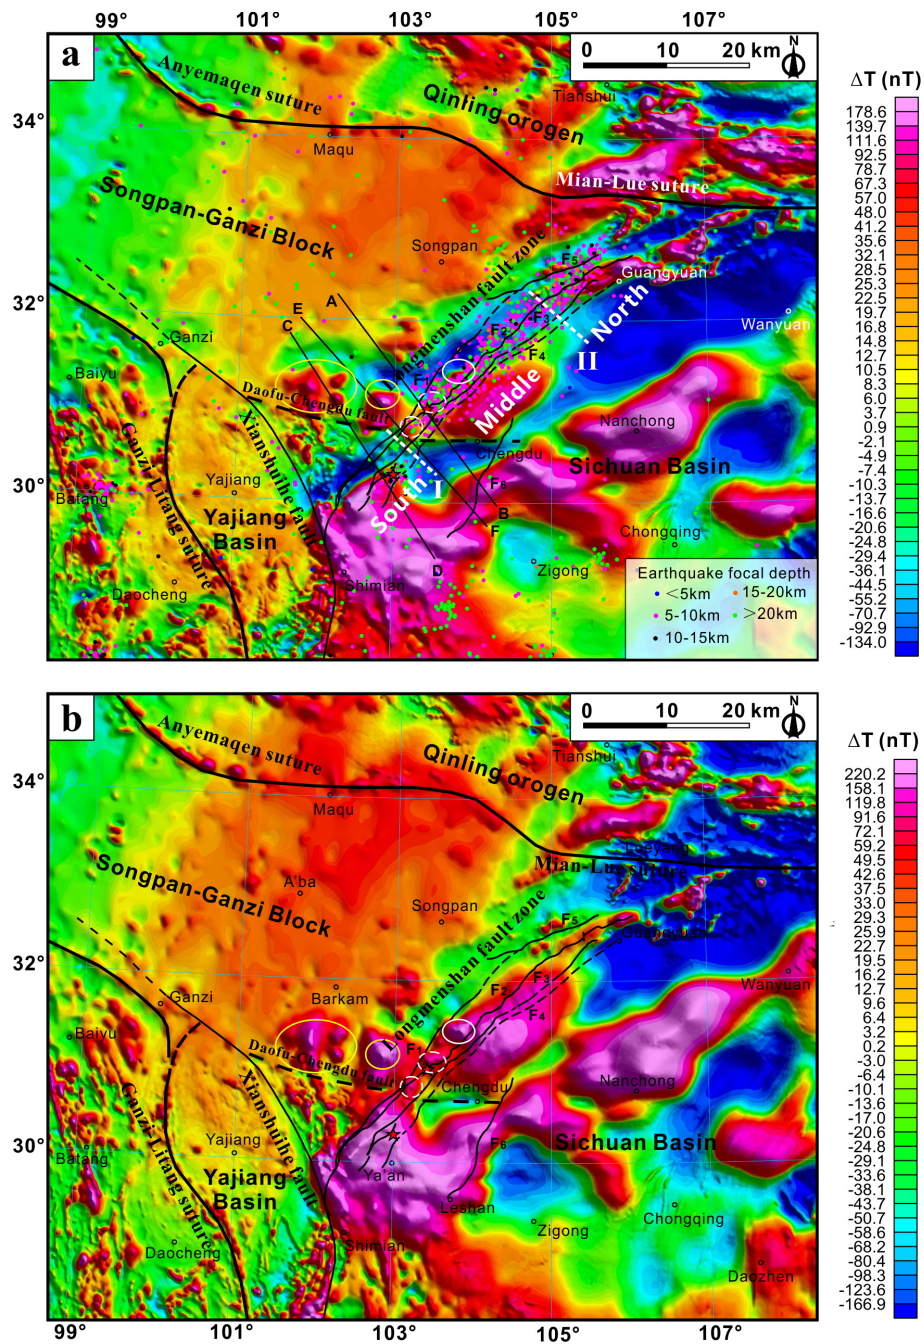 99°
101°
103°
105°
107°
a
0 10 20 km
N
Anyemaqen suture
Qinling orogen
Tianshui
34°
Maqu
Mian-Lue suture
Songpan-Ganzi Block
Songpan
Longmenshan fault zone
F5
Guangyuan
North
32°
A
E
C
Ganzi
F2
F3
F4
II
Wanyuan
Baiyu
F1
Daofu-Chengdu fault
Middle
Nanchong
Ganzi-Litang suture
Xianshuihe fault
Chengdu
Sichuan Basin
30°
Batang
Yajiang
I
F6
South
B
Yajiang
Basin
F
Chongqing
D
Zigong
Daocheng
Shimian
Earthquake focal depth
<5km
15-20km
5-10km
>20km
10-15km
ΔT (nT)
178.6
139.7
111.6
92.5
78.7
67.3
57.0
48.0
41.2
35.6
32.1
28.5
25.3
22.5
19.7
16.8
14.0
12.7
10.5
8.3
6.0
3.7
0.9
-2.1
-4.7
-7.4
-10.3
-13.7
-16.6
-20.6
-24.8
-29.4
-36.1
-44.5
-55.2
-70.7
-92.9
-134.0
b
0 10 20 km
N
Anyemaqen suture
Qinling orogen
Tianshui
34°
Maqu
Lueyang
Mian-Lue suture
Songpan-Ganzi Block
A'ba
Songpan
Longmenshan fault zone
F5
Guangyuan
32°
Ganzi
Barkam
F2
F3
F4
Wanyuan
Baiyu
F1
Daofu-Chengdu fault
Chengdu
Nanchong
Ganzi-Litang suture
Xianshuihe fault
30°
Batang
Yajiang
F6
Sichuan Basin
Yajiang
Basin
Ya'an
Leshan
Chongqing
Zigong
Daocheng
Shimian
Daozhen
ΔT (nT)
220.2
158.1
119.8
91.6
72.1
59.2
49.5
42.6
37.5
33.0
29.3
25.9
22.7
19.5
16.2
12.7
9.6
6.4
3.2
0.2
-3.0
-6.4
-10.1
-13.6
-17.0
-20.6
-24.8
-29.1
-33.6
-38.1
-43.7
-50.7
-58.6
-68.2
-80.4
-98.3
-123.6
-166.9
99°
101°
103°
105°
107°